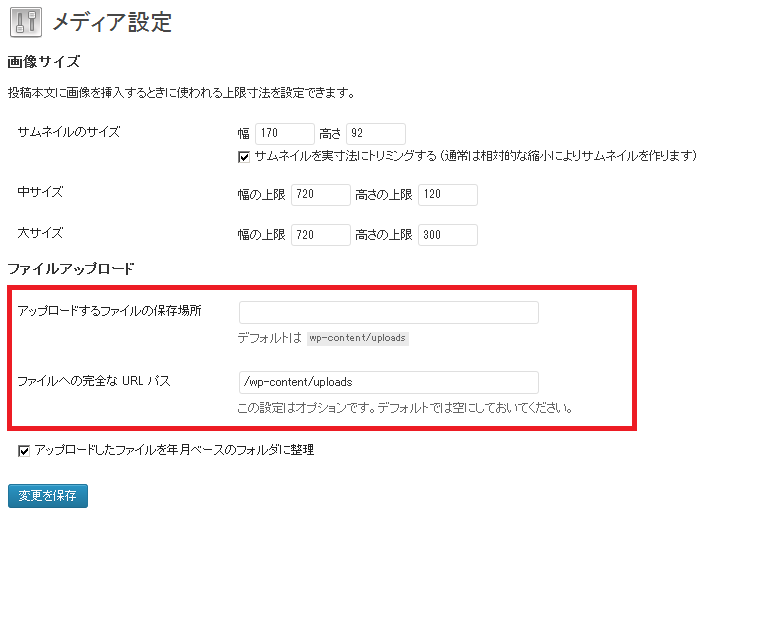 メディア設定
画像サイズ
投稿本文に画像を挿入するときに使われる上限寸法を設定できます。
サムネイルのサイズ 幅 170 高さ 92
サムネイルを実寸法にトリミングする (通常は相対的な縮小によりサムネイルを作ります)
中サイズ 幅の上限 720 高さの上限 120
大サイズ 幅の上限 720 高さの上限 300
ファイルアップロード
アップロードするファイルの保存場所
デフォルトは wp-content/uploads
ファイルへの完全な URL パス /wp-content/uploads
この設定はオプションです。デフォルトでは空にしておいてください。
アップロードしたファイルを年月ベースのフォルダに整理
変更を保存